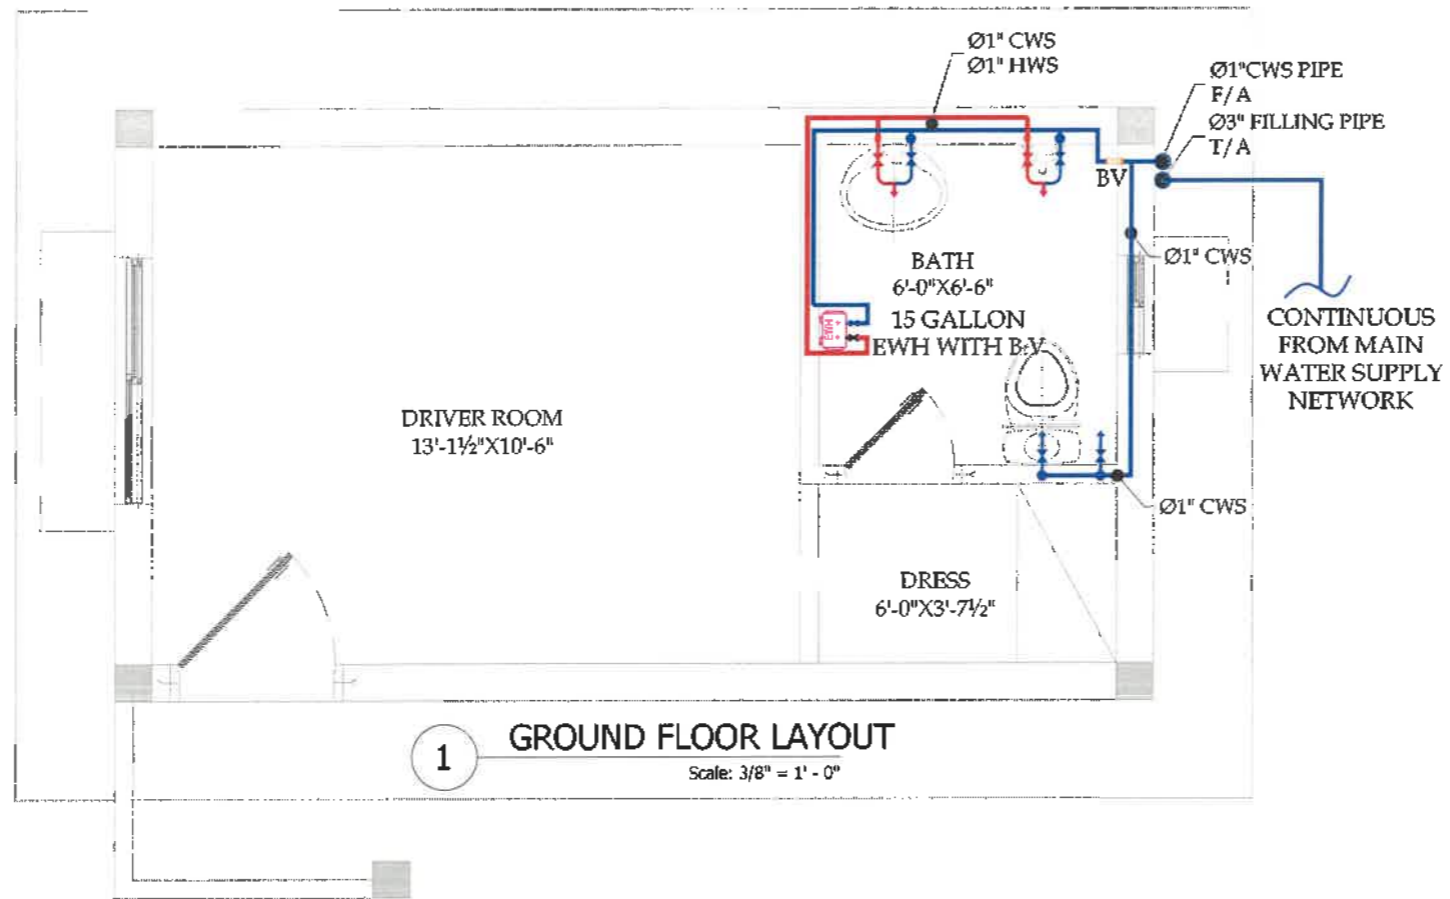 Ø1" CWS
Ø1" HWS
Ø1"CWS PIPE
F/A
Ø3" FILLING PIPE
T/A
BV
Ø1" CWS
BATH
6'-0"X6'-6"
15 GALLON
EWH WITH B.V
EWH
CONTINUOUS
FROM MAIN
WATER SUPPLY
NETWORK
DRIVER ROOM
13'-1½"X10'-6"
Ø1" CWS
DRESS
6'-0"X3'-7½"
1
GROUND FLOOR LAYOUT
Scale: 3/8" = 1' - 0"